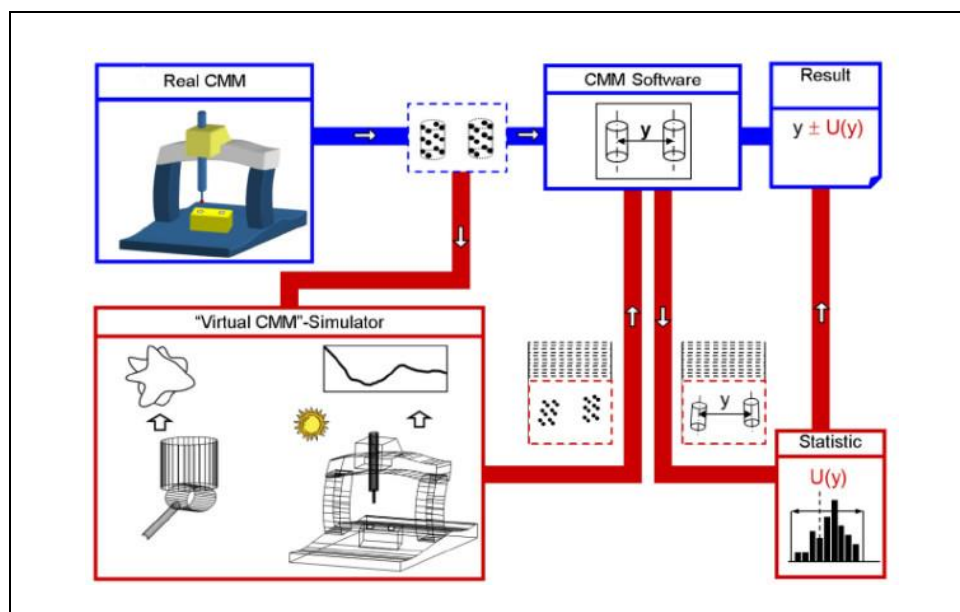 Real CMM
CMM Software
y
Result
y ± U(y)
"Virtual CMM"-Simulator
y
Statistic
U(y)